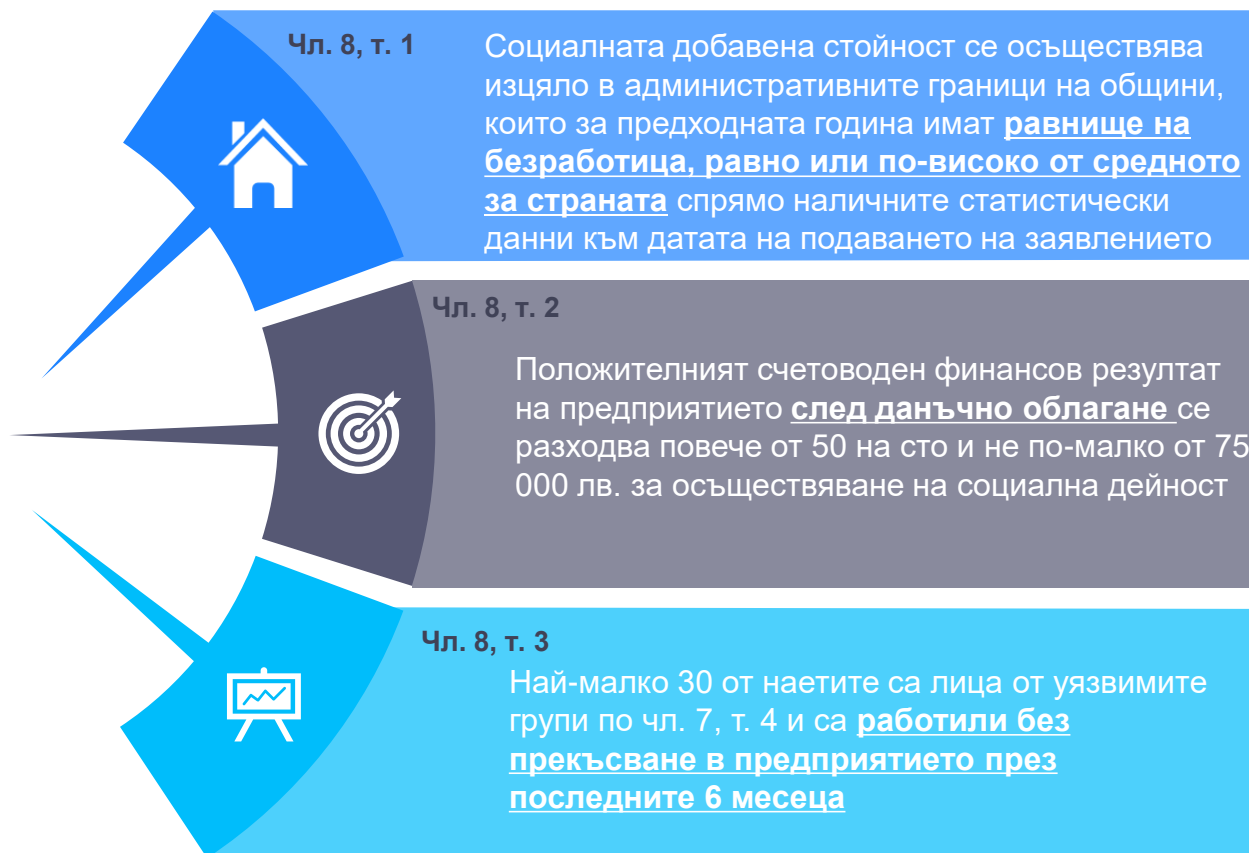 Чл. 8, т. 1
Социалната добавена стойност се осъществява
изцяло в административните граници на общини,
които за предходната година имат равнище на
безработица, равно или по-високо от средното
за страната спрямо наличните статистически
данни към датата на подаването на заявлението
Чл. 8, т. 2
Положителният счетоводен финансов резултат
на предприятието след данъчно облагане се
разходва повече от 50 на сто и не по-малко от 75
000 лв. за осъществяване на социална дейност
Чл. 8, т. 3
Най-малко 30 от наетите са лица от уязвимите
групи по чл. 7, т. 4 и са работили без
прекъсване в предприятието през
последните 6 месеца